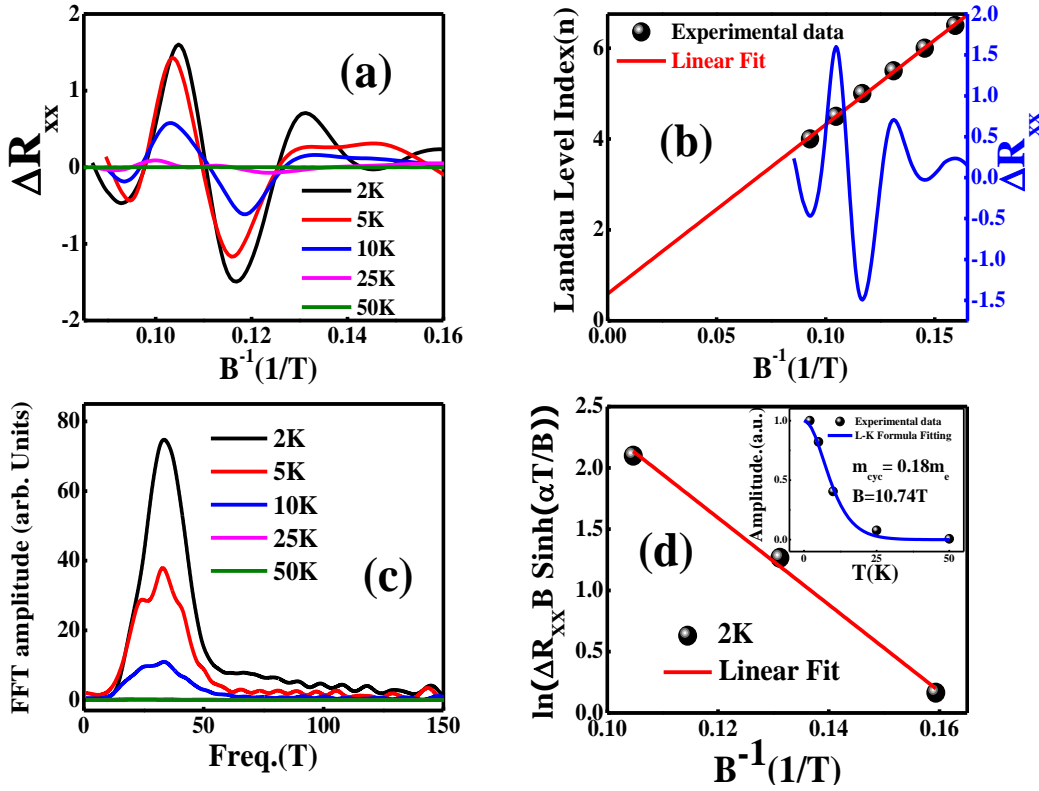 2
1
0
-1
-2
0.10
0.12
0.14
0.16
ΔRxx
B-1(1/T)
(a)
2K
5K
10K
25K
50K
6
4
2
0
0.00
0.10
0.15
Landau Level Index(n)
B-1(1/T)
Experimental data
Linear Fit
(b)
2.0
1.5
1.0
0.5
0.0
-0.5
-1.0
-1.5
ΔRxx
80
60
40
20
0
0
50
100
150
FFT amplitude (arb. Units)
Freq.(T)
2K
5K
10K
25K
50K
(c)
2.5
2.0
1.5
1.0
0.5
0.0
0.10
0.12
0.14
0.16
ln(ΔRXXB Sinh(αT/B))
B-1(1/T)
(d)
2K
Linear Fit
1.0
0.5
0.0
0
25
50
Amplitude.(a.u.)
T(K)
Experimental data
L-K Formula Fitting
mcyc= 0.18me
B=10.74T